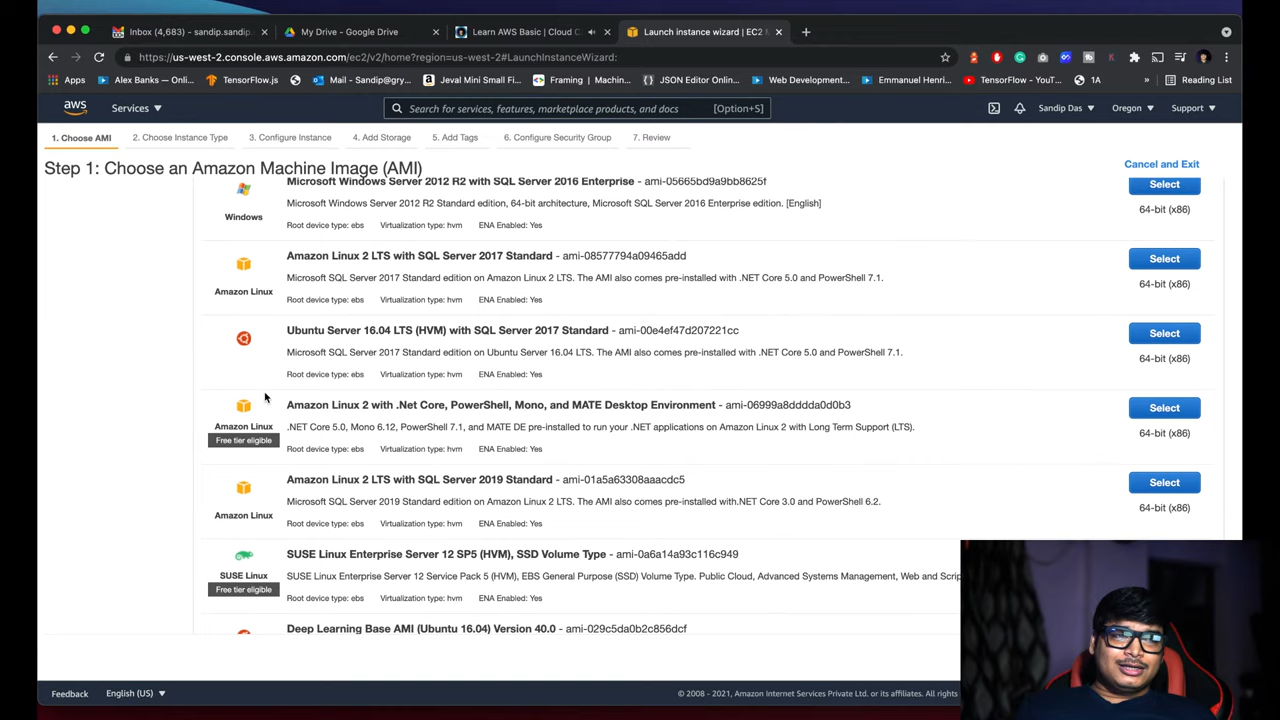 Inbox (4,683) - sandip.sandip.
My Drive - Google Drive
Learn AWS Basic | Cloud C
Launch instance wizard | EC2 M
https://us-west-2.console.aws.amazon.com/ec2/v2/home?region=us-west-2#LaunchInstanceWizard:
Apps
Alex Banks — Onli...
TensorFlow.js
Mail - Sandip@gry...
Jeval Mini Small Fi...
Framing | Machin...
JSON Editor Onlin...
Web Development...
Emmanuel Henri...
TensorFlow - YouT...
1A
»
Reading List
aws
Services
Search for services, features, marketplace products, and docs
[Option+S]
Sandip Das
Oregon
Support
1. Choose AMI
2. Choose Instance Type
3. Configure Instance
4. Add Storage
5. Add Tags
6. Configure Security Group
7. Review
Step 1: Choose an Amazon Machine Image (AMI)
Cancel and Exit
Windows
Microsoft Windows Server 2012 R2 with SQL Server 2016 Enterprise - ami-05665bd9a9bb8625f
Microsoft Windows Server 2012 R2 Standard edition, 64-bit architecture, Microsoft SQL Server 2016 Enterprise edition. [English]
Root device type: ebs Virtualization type: hvm ENA Enabled: Yes
Select
64-bit (x86)
Amazon Linux
Amazon Linux 2 LTS with SQL Server 2017 Standard - ami-08577794a09465add
Microsoft SQL Server 2017 Standard edition on Amazon Linux 2 LTS. The AMI also comes pre-installed with .NET Core 5.0 and PowerShell 7.1.
Root device type: ebs Virtualization type: hvm ENA Enabled: Yes
Select
64-bit (x86)
Ubuntu Server 16.04 LTS (HVM) with SQL Server 2017 Standard - ami-00e4ef47d207221cc
Microsoft SQL Server 2017 Standard edition on Ubuntu Server 16.04 LTS. The AMI also comes pre-installed with .NET Core 5.0 and PowerShell 7.1.
Root device type: ebs Virtualization type: hvm ENA Enabled: Yes
Select
64-bit (x86)
Amazon Linux
Free tier eligible
Amazon Linux 2 with .Net Core, PowerShell, Mono, and MATE Desktop Environment - ami-06999a8dddda0d0b3
.NET Core 5.0, Mono 6.12, PowerShell 7.1, and MATE DE pre-installed to run your .NET applications on Amazon Linux 2 with Long Term Support (LTS).
Root device type: ebs Virtualization type: hvm ENA Enabled: Yes
Select
64-bit (x86)
Amazon Linux
Amazon Linux 2 LTS with SQL Server 2019 Standard - ami-01a5a63308aaacdc5
Microsoft SQL Server 2019 Standard edition on Amazon Linux 2 LTS. The AMI also comes pre-installed with.NET Core 3.0 and PowerShell 6.2.
Root device type: ebs Virtualization type: hvm ENA Enabled: Yes
Select
64-bit (x86)
SUSE Linux
Free tier eligible
SUSE Linux Enterprise Server 12 SP5 (HVM), SSD Volume Type - ami-0a6a14a93c116c949
SUSE Linux Enterprise Server 12 Service Pack 5 (HVM), EBS General Purpose (SSD) Volume Type. Public Cloud, Advanced Systems Management, Web and Scrip
Root device type: ebs Virtualization type: hvm ENA Enabled: Yes
Deep Learning Base AMI (Ubuntu 16.04) Version 40.0 - ami-029c5da0b2c856dcf
Feedback
English (US)
© 2008 - 2021, Amazon Internet Services Private Ltd. or its affiliates. All rights